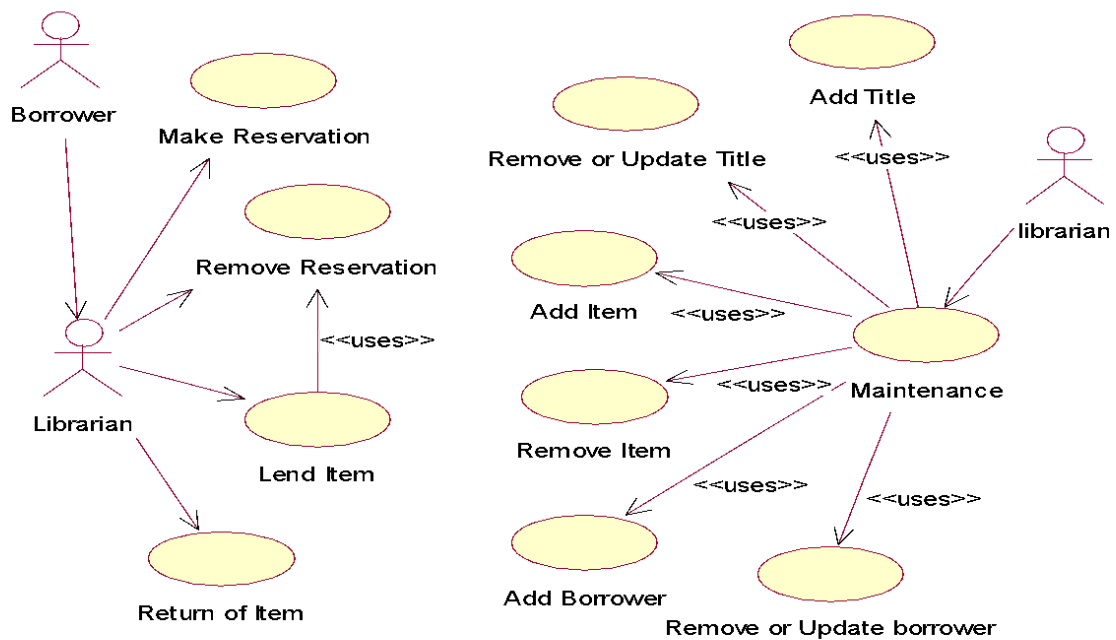 Borrower
Make Reservation
Remove Reservation
<<uses>>
Librarian
Lend Item
Return of Item
Add Title
Remove or Update Title
<<uses>>
<<uses>>
librarian
Add Item
<<uses>>
Maintenance
<<uses>>
Remove Item
<<uses>>
<<uses>>
Add Borrower
Remove or Update borrower